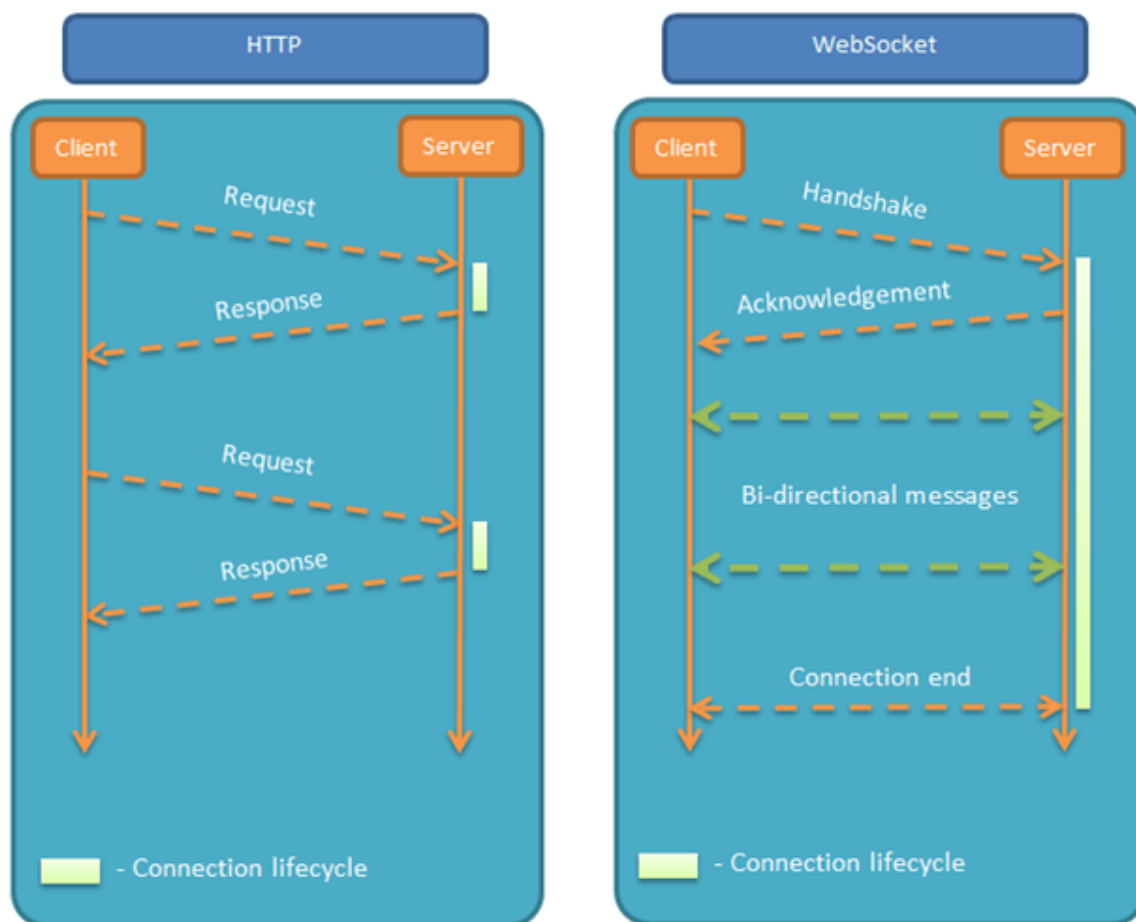 HTTP
Client
Server
Request
Response
Request
Response
- Connection lifecycle
WebSocket
Client
Server
Handshake
Acknowledgement
Bi-directional messages
Connection end
- Connection lifecycle